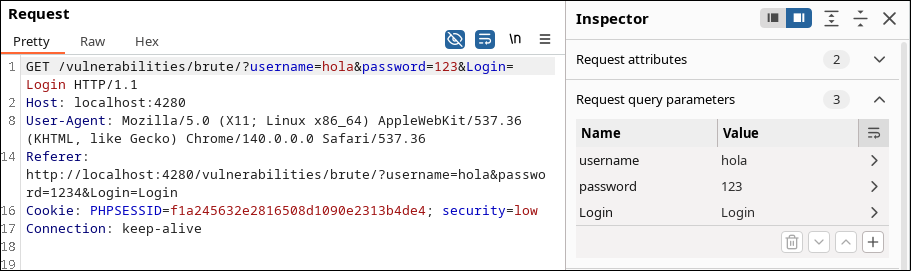 Request
Pretty Raw Hex \n
1 GET /vulnerabilities/brute/?username=hola&password=123&Login=
Login HTTP/1.1
2 Host: localhost:4280
8 User-Agent: Mozilla/5.0 (X11; Linux x86_64) AppleWebKit/537.36
(KHTML, like Gecko) Chrome/140.0.0.0 Safari/537.36
14 Referer:
http://localhost:4280/vulnerabilities/brute/?username=hola&passwo
rd=1234&Login=Login
16 Cookie: PHPSESSID=f1a245632e2816508d1090e2313b4de4; security=low
17 Connection: keep-alive
18
19
Inspector
Request attributes 2
Request query parameters 3
Name Value
username hola
password 123
Login Login